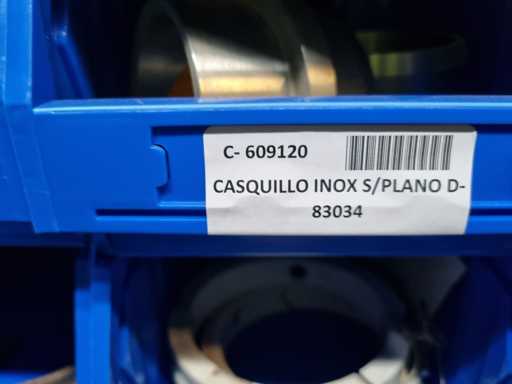 C- 609120
CASQUILLO INOX S/PLANO D-
83034